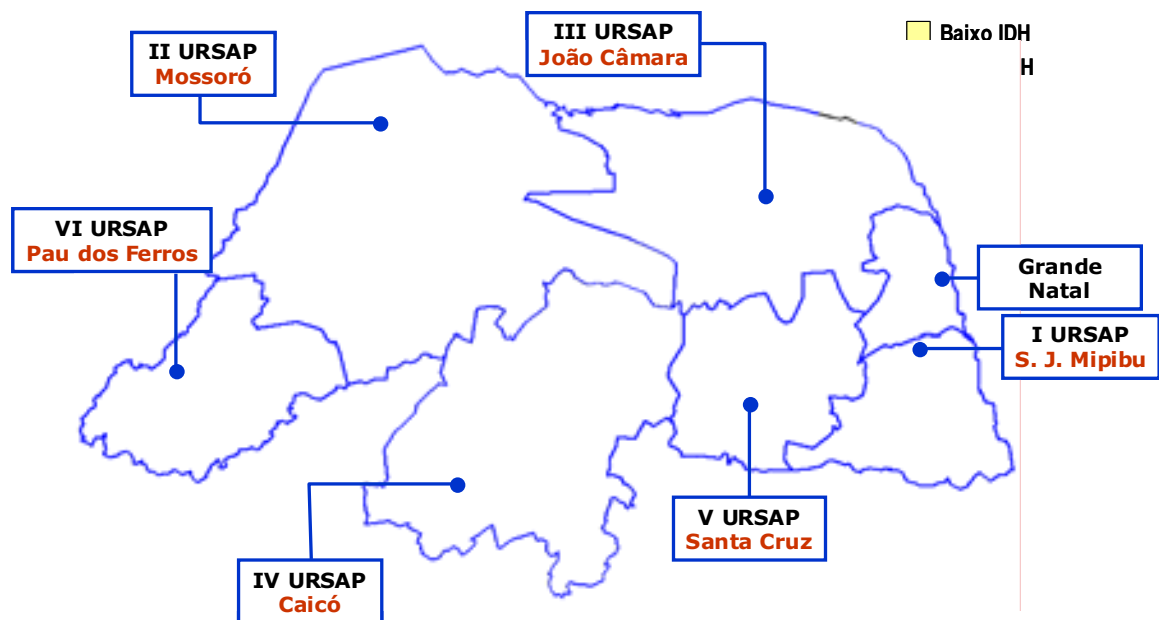 II URSAP
Mossoró
III URSAP
João Câmara
Baixo IDH
H
VI URSAP
Pau dos Ferros
Grande
Natal
I URSAP
S. J. Mipibu
V URSAP
Santa Cruz
IV URSAP
Caicó